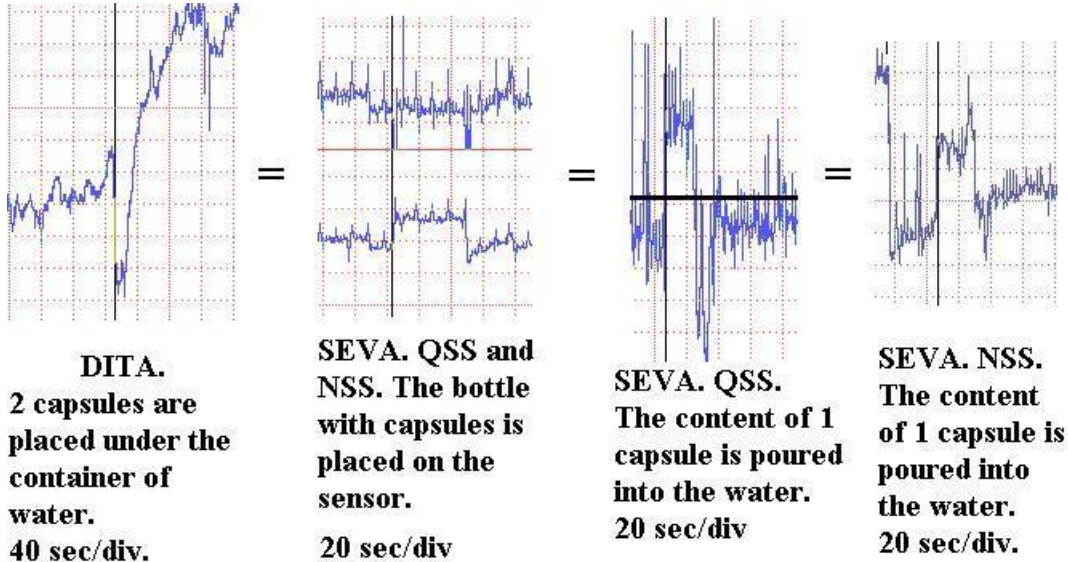 =
=
=
DITA.
2 capsules are
placed under the
container of
water.
40 sec/div.
SEVA. QSS and
NSS. The bottle
with capsules is
placed on the
sensor.
20 sec/div
SEVA. QSS.
The content of 1
capsule is poured
into the water.
20 sec/div
SEVA. NSS.
The content
of 1 capsule is
poured into
the water.
20 sec/div.